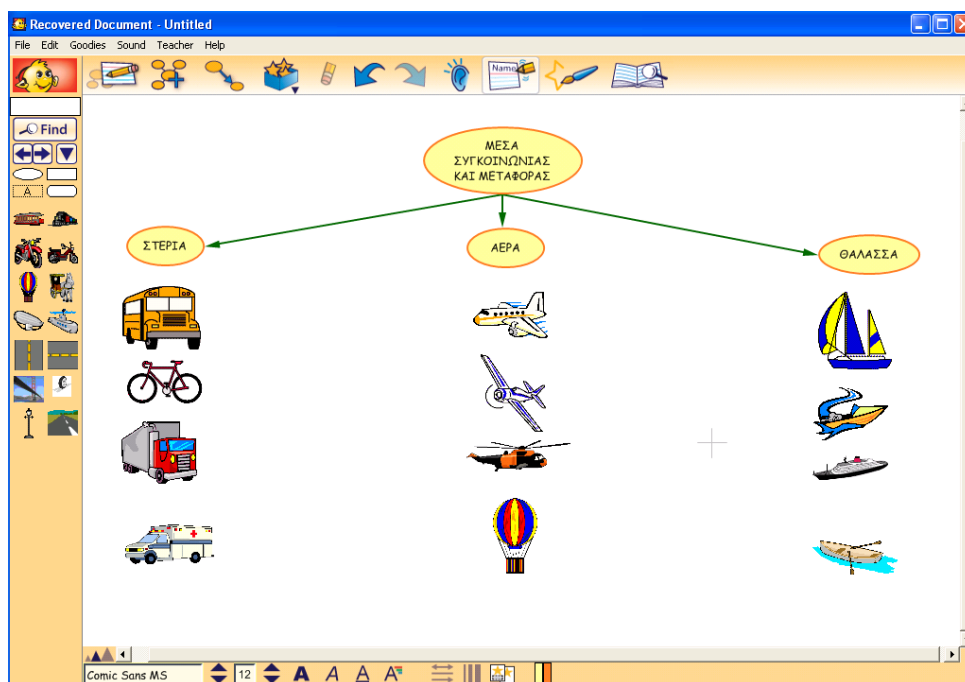 Recovered Document - Untitled
File Edit Goodies Sound Teacher Help
Name
Find
A
ΜΕΣΑ
ΣΥΓΚΟΙΝΩΝΙΑΣ
ΚΑΙ ΜΕΤΑΦΟΡΑΣ
ΣΤΕΡΙΑ
ΑΕΡΑ
ΘΑΛΑΣΣΑ
Comic Sans MS 12 A A A A